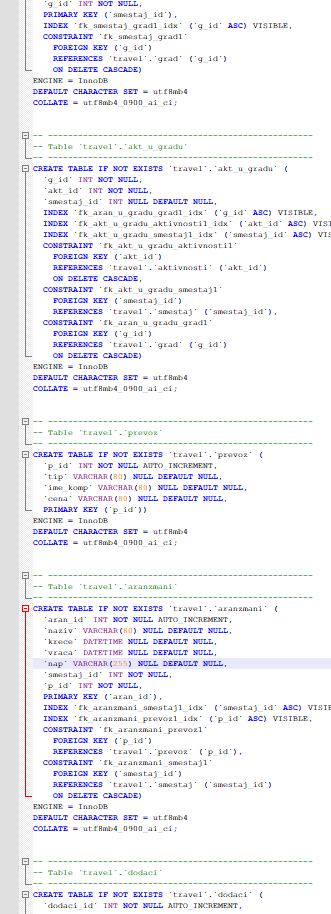 `g_id` INT NOT NULL,
PRIMARY KEY (`smestaj_id`),
INDEX `fk_smestaj_grad1_idx` (`g_id` ASC) VISIBLE,
CONSTRAINT `fk_smestaj_grad1`
FOREIGN KEY (`g_id`)
REFERENCES `travel`.`grad` (`g_id`)
ON DELETE CASCADE)
ENGINE = InnoDB
DEFAULT CHARACTER SET = utf8mb4
COLLATE = utf8mb4_0900_ai_ci;
-- -----------------------------------------------------
-- Table `travel`.`akt_u_gradu`
-- -----------------------------------------------------
CREATE TABLE IF NOT EXISTS `travel`.`akt_u_gradu` (
`g_id` INT NOT NULL,
`akt_id` INT NOT NULL,
`smestaj_id` INT NULL DEFAULT NULL,
INDEX `fk_aran_u_gradu_grad1_idx` (`g_id` ASC) VISIBLE,
INDEX `fk_akt_u_gradu_aktivnosti1_idx` (`akt_id` ASC) VISI
INDEX `fk_akt_u_gradu_smestaj1_idx` (`smestaj_id` ASC) VIS
CONSTRAINT `fk_akt_u_gradu_aktivnosti1`
FOREIGN KEY (`akt_id`)
REFERENCES `travel`.`aktivnosti` (`akt_id`)
ON DELETE CASCADE,
CONSTRAINT `fk_akt_u_gradu_smestaj1`
FOREIGN KEY (`smestaj_id`)
REFERENCES `travel`.`smestaj` (`smestaj_id`),
CONSTRAINT `fk_aran_u_gradu_grad1`
FOREIGN KEY (`g_id`)
REFERENCES `travel`.`grad` (`g_id`)
ON DELETE CASCADE)
ENGINE = InnoDB
DEFAULT CHARACTER SET = utf8mb4
COLLATE = utf8mb4_0900_ai_ci;
-- -----------------------------------------------------
-- Table `travel`.`prevoz`
-- -----------------------------------------------------
CREATE TABLE IF NOT EXISTS `travel`.`prevoz` (
`p_id` INT NOT NULL AUTO_INCREMENT,
`tip` VARCHAR(80) NULL DEFAULT NULL,
`ime_komp` VARCHAR(80) NULL DEFAULT NULL,
`cena` VARCHAR(80) NULL DEFAULT NULL,
PRIMARY KEY (`p_id`))
ENGINE = InnoDB
DEFAULT CHARACTER SET = utf8mb4
COLLATE = utf8mb4_0900_ai_ci;
-- -----------------------------------------------------
-- Table `travel`.`aranzmani`
-- -----------------------------------------------------
CREATE TABLE IF NOT EXISTS `travel`.`aranzmani` (
`aran_id` INT NOT NULL AUTO_INCREMENT,
`naziv` VARCHAR(80) NULL DEFAULT NULL,
`krece` DATETIME NULL DEFAULT NULL,
`vraca` DATETIME NULL DEFAULT NULL,
`nap` VARCHAR(255) NULL DEFAULT NULL,
`smestaj_id` INT NOT NULL,
`p_id` INT NOT NULL,
PRIMARY KEY (`aran_id`),
INDEX `fk_aranzmani_smestaj1_idx` (`smestaj_id` ASC) VISIB
INDEX `fk_aranzmani_prevoz1_idx` (`p_id` ASC) VISIBLE,
CONSTRAINT `fk_aranzmani_prevoz1`
FOREIGN KEY (`p_id`)
REFERENCES `travel`.`prevoz` (`p_id`),
CONSTRAINT `fk_aranzmani_smestaj1`
FOREIGN KEY (`smestaj_id`)
REFERENCES `travel`.`smestaj` (`smestaj_id`)
ON DELETE CASCADE)
ENGINE = InnoDB
DEFAULT CHARACTER SET = utf8mb4
COLLATE = utf8mb4_0900_ai_ci;
-- -----------------------------------------------------
-- Table `travel`.`dodaci`
-- -----------------------------------------------------
CREATE TABLE IF NOT EXISTS `travel`.`dodaci` (
`dodaci_id` INT NOT NULL AUTO_INCREMENT,